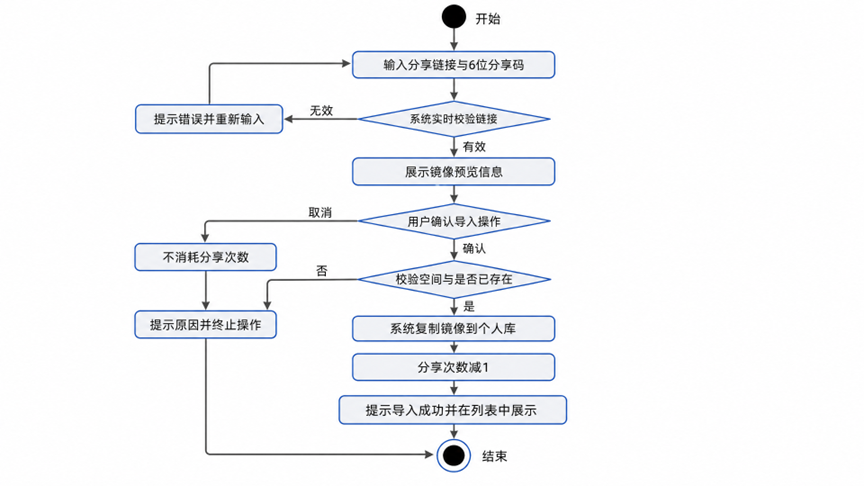 开始
输入分享链接与6位分享码
无效
提示错误并重新输入
系统实时校验链接
有效
展示镜像预览信息
取消
用户确认导入操作
确认
不消耗分享次数
否
校验空间与是否已存在
是
提示原因并终止操作
系统复制镜像到个人库
分享次数减1
提示导入成功并在列表中展示
结束